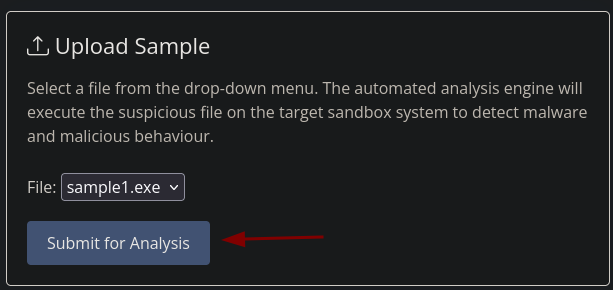 Upload Sample
Select a file from the drop-down menu. The automated analysis engine will
execute the suspicious file on the target sandbox system to detect malware
and malicious behaviour.
File: sample1.exe
Submit for Analysis